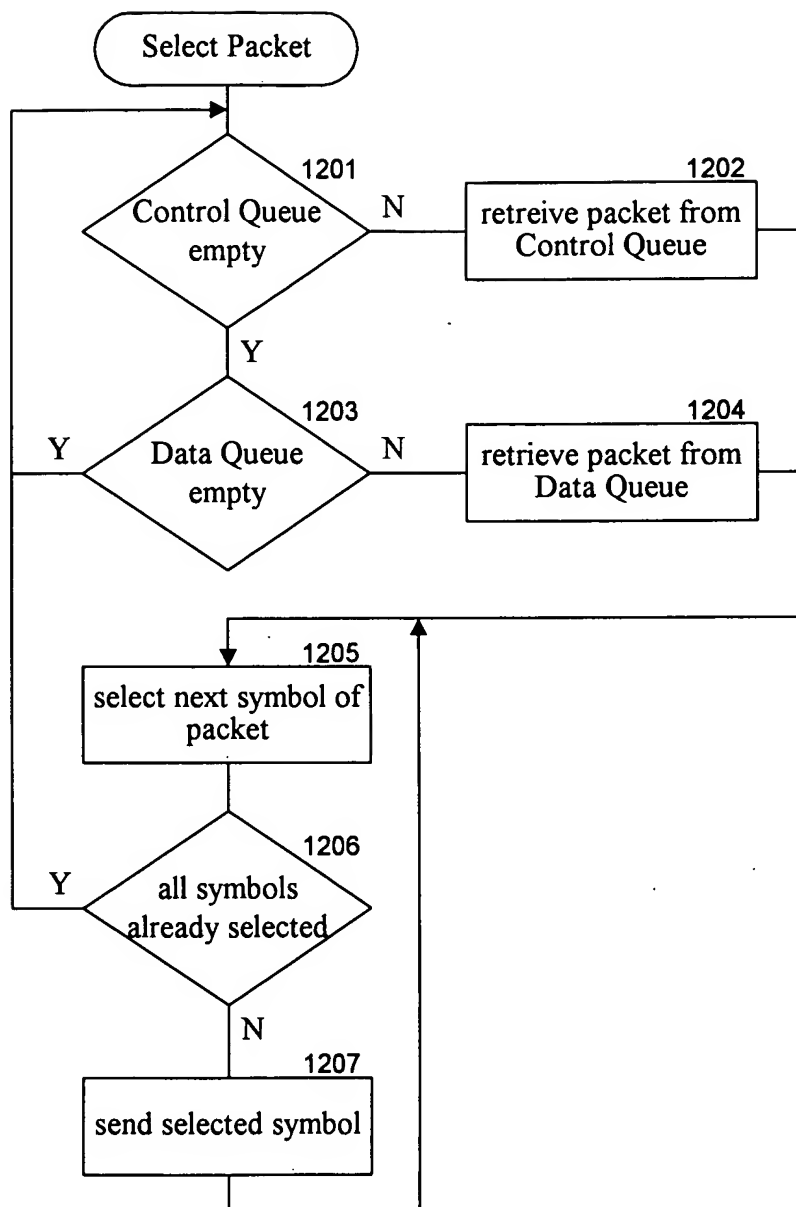 Select Packet
1201
Control Queue
empty
N
1202
retreive packet from
Control Queue
Y
1203
Y
Data Queue
empty
N
1204
retrieve packet from
Data Queue
1205
select next symbol of
packet
1206
Y
all symbols
already selected
N
1207
send selected symbol